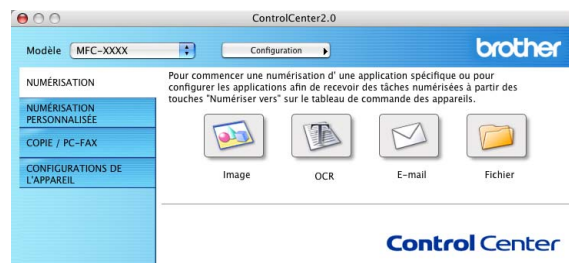 ControlCenter2.0
Modèle MFC-XXXX Configuration brother
NUMÉRISATION
NUMÉRISATION
PERSONNALISÉE
COPIE / PC-FAX
CONFIGURATIONS DE
L'APPAREIL
Pour commencer une numérisation d' une application spécifique ou pour
configurer les applications afin de recevoir des tâches numérisées à partir des
touches "Numériser vers" sur le tableau de commande des appareils.
Image OCR E-mail Fichier
Control Center